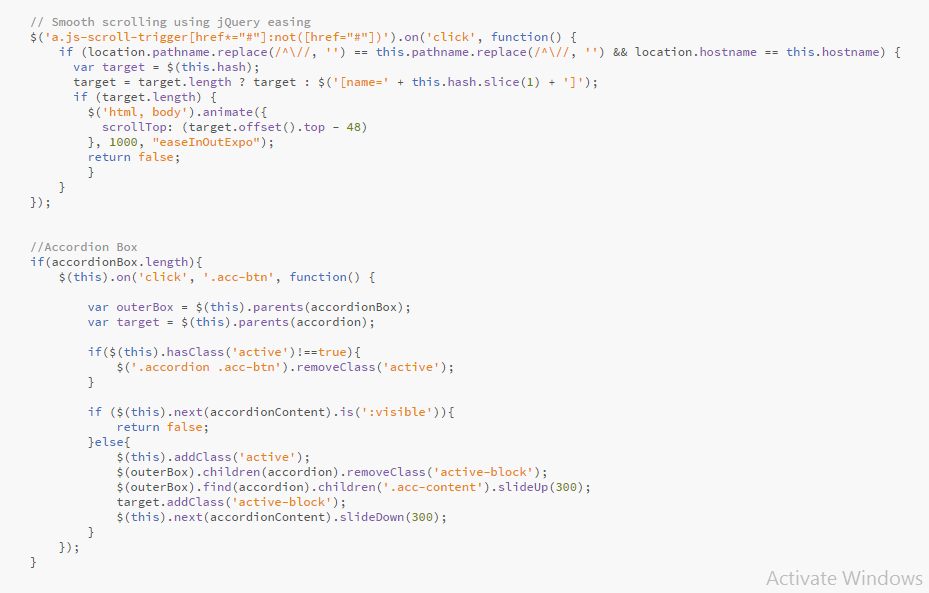 // Smooth scrolling using jQuery easing
$('a.js-scroll-trigger[href*="#"]:not([href="#"])').on('click', function() {
    if (location.pathname.replace(/^\//, '') == this.pathname.replace(/^\//, '') && location.hostname == this.hostname) {
      var target = $(this.hash);
      target = target.length ? target : $('[name=' + this.hash.slice(1) + ']');
      if (target.length) {
        $('html, body').animate({
          scrollTop: (target.offset().top - 48)
        }, 1000, "easeInOutExpo");
        return false;
        }
    }
});
//Accordion Box
if(accordionBox.length){
    $(this).on('click', '.acc-btn', function() {
        var outerBox = $(this).parents(accordionBox);
        var target = $(this).parents(accordion);
        if($(this).hasClass('active')!==true){
            $('.accordion .acc-btn').removeClass('active');
        }
        if ($(this).next(accordionContent).is(':visible')){
            return false;
        }else{
            $(this).addClass('active');
            $(outerBox).children(accordion).removeClass('active-block');
            $(outerBox).find(accordion).children('.acc-content').slideUp(300);
            target.addClass('active-block');
            $(this).next(accordionContent).slideDown(300);
        }
    });
}
Activate Windows